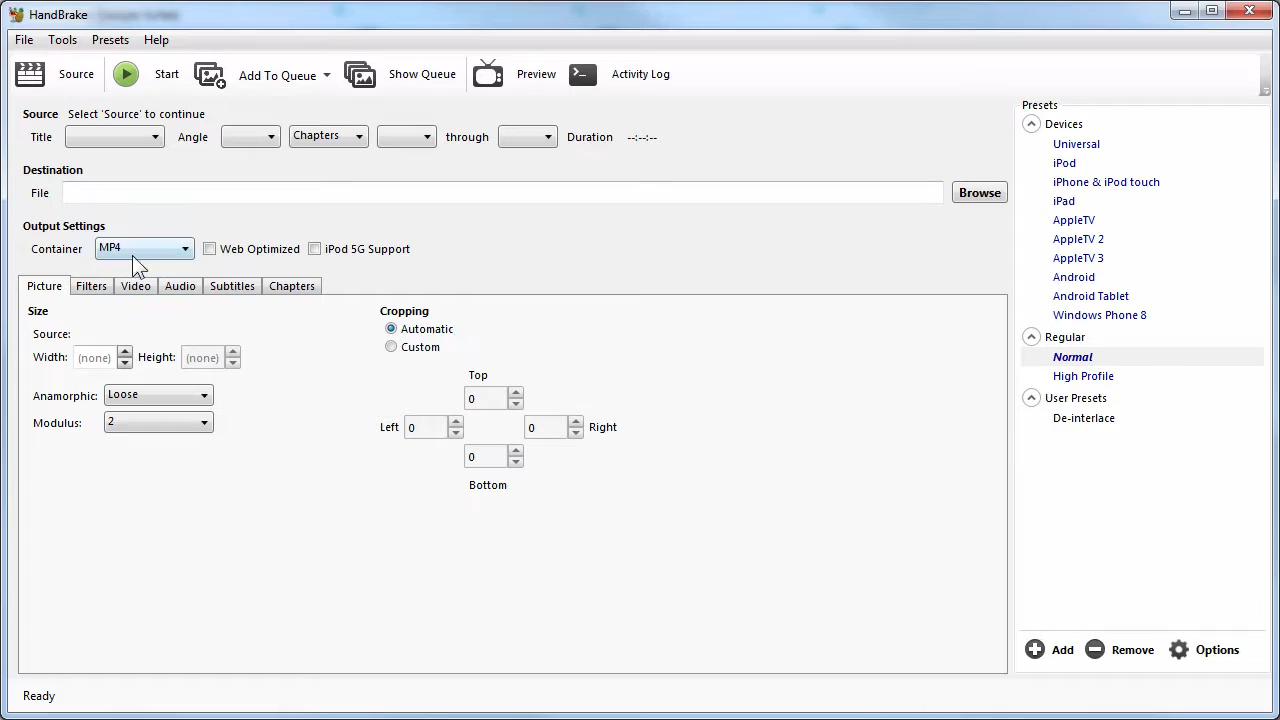 HandBrake
File Tools Presets Help
Source Start Add To Queue Show Queue Preview Activity Log
Source Select 'Source' to continue
Title Angle Chapters through Duration --:--:--
Destination
File Browse
Output Settings
Container MP4 Web Optimized iPod 5G Support
Picture Filters Video Audio Subtitles Chapters
Size
Source:
Width: (none) Height: (none)
Anamorphic: Loose
Modulus: 2
Cropping
Automatic
Custom
Top
0
Left 0 0 Right
0
Bottom
Presets
Devices
Universal
iPod
iPhone & iPod touch
iPad
AppleTV
AppleTV 2
AppleTV 3
Android
Android Tablet
Windows Phone 8
Regular
Normal
High Profile
User Presets
De-interlace
Add Remove Options
Ready